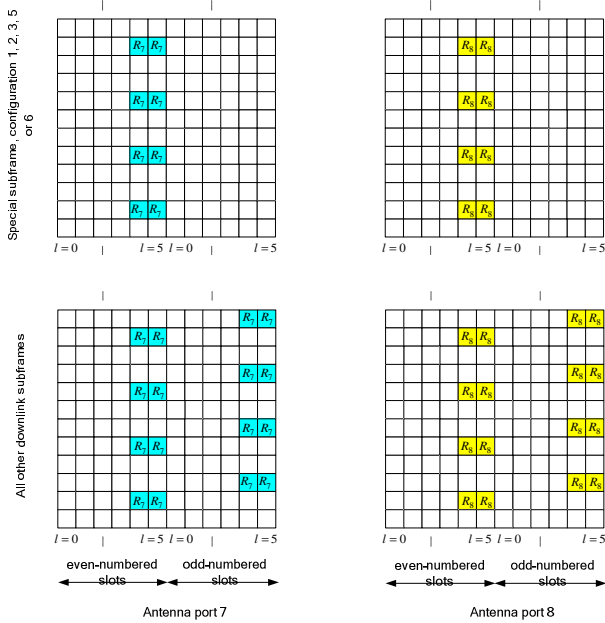 Special subframe, configuration 1, 2, 3, 5
or 6
R₇ R₇ R₈ R₈
R₇ R₇ R₈ R₈
R₇ R₇ R₈ R₈
R₇ R₇ R₈ R₈
l = 0 l = 5 l = 0 l = 5 l = 0 l = 5 l = 0 l = 5
All other downlink subframes
R₇ R₇ R₈ R₈
R₇ R₇ R₈ R₈
R₇ R₇ R₈ R₈
R₇ R₇ R₈ R₈
R₇ R₇ R₈ R₈
R₇ R₇ R₈ R₈
R₇ R₇ R₈ R₈
R₇ R₇ R₈ R₈
l = 0 l = 5 l = 0 l = 5 l = 0 l = 5 l = 0 l = 5
even-numbered odd-numbered even-numbered odd-numbered
slots slots slots slots
Antenna port 7 Antenna port 8